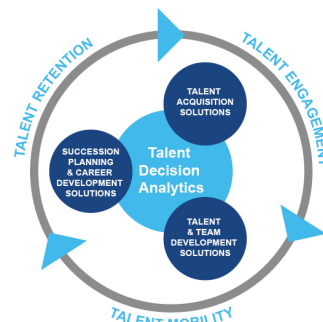 TALENT RETENTION
TALENT ENGAGEMENT
TALENT
ACQUISITION
SOLUTIONS
SUCCESSION
PLANNING
& CAREER
DEVELOPMENT
SOLUTIONS
Talent
Decision
Analytics
TALENT
& TEAM
DEVELOPMENT
SOLUTIONS
TALENT MOBILITY